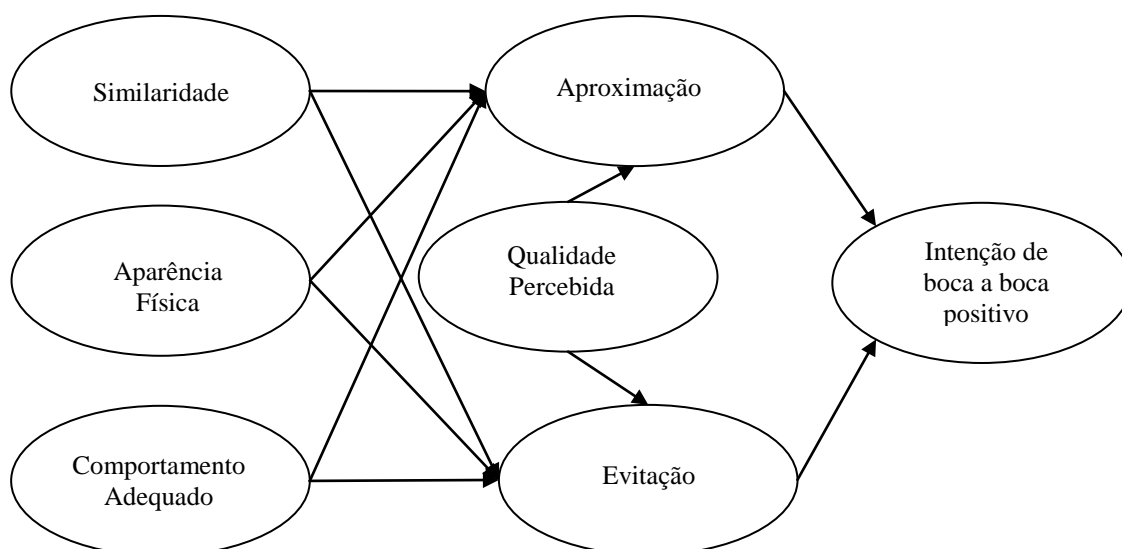 Similaridade
Aproximação
Aparência
Física
Qualidade
Percebida
Intenção de
boca a boca
positivo
Comportamento
Adequado
Evitação